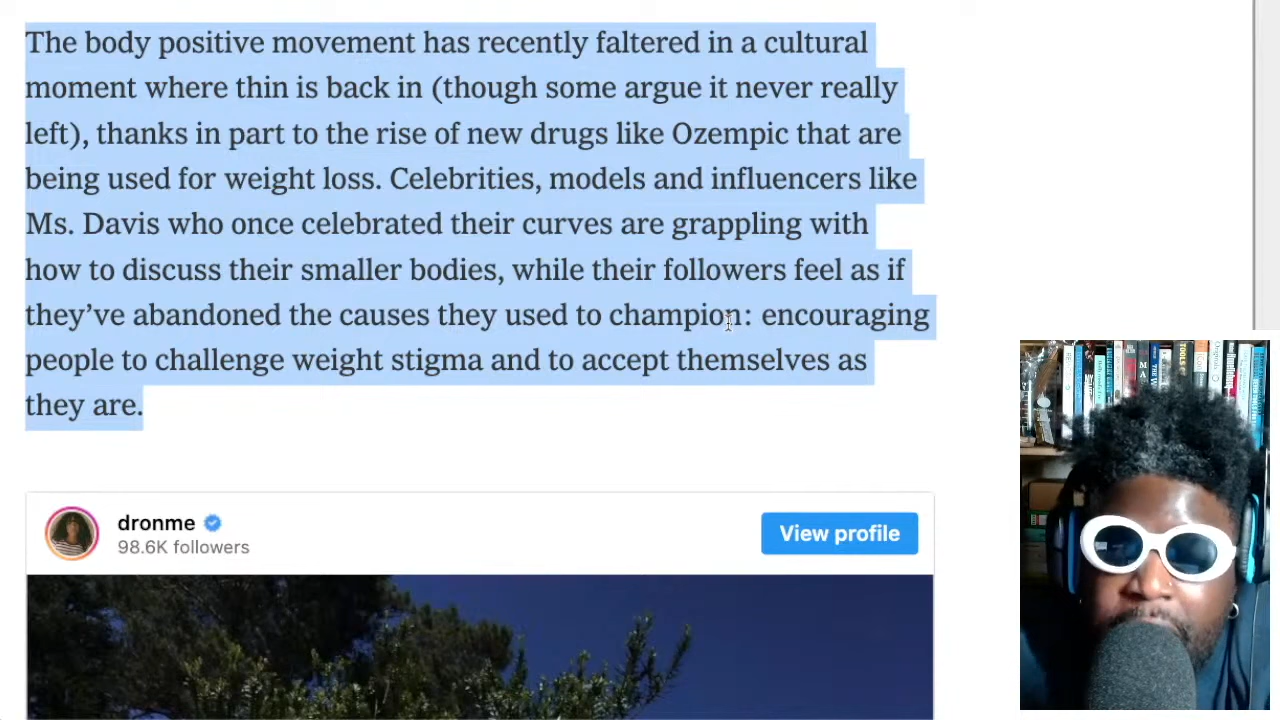 The body positive movement has recently faltered in a cultural
moment where thin is back in (though some argue it never really
left), thanks in part to the rise of new drugs like Ozempic that are
being used for weight loss. Celebrities, models and influencers like
Ms. Davis who once celebrated their curves are grappling with
how to discuss their smaller bodies, while their followers feel as if
they’ve abandoned the causes they used to champion: encouraging
people to challenge weight stigma and to accept themselves as
they are.
dronme
98.6K followers
View profile